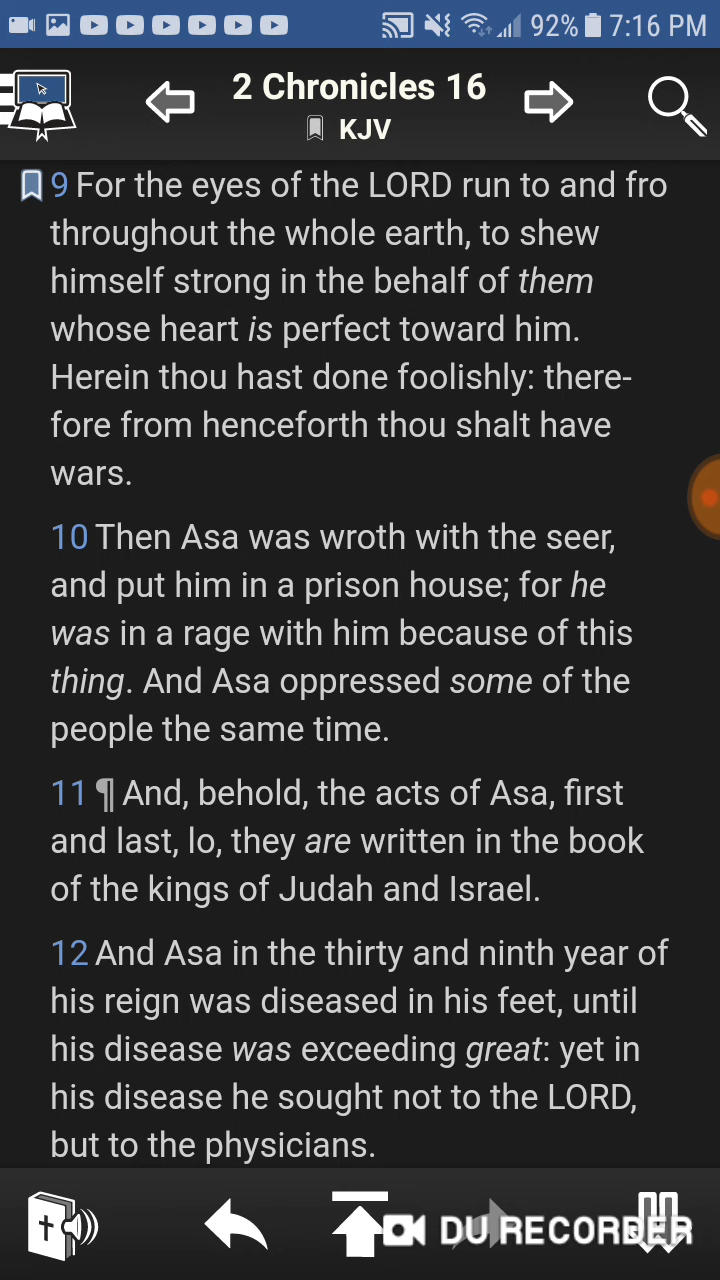 92% 7:16 PM
2 Chronicles 16
KJV
9 For the eyes of the LORD run to and fro
throughout the whole earth, to shew
himself strong in the behalf of them
whose heart is perfect toward him.
Herein thou hast done foolishly: there-
fore from henceforth thou shalt have
wars.
10 Then Asa was wroth with the seer,
and put him in a prison house; for he
was in a rage with him because of this
thing. And Asa oppressed some of the
people the same time.
11 ¶ And, behold, the acts of Asa, first
and last, lo, they are written in the book
of the kings of Judah and Israel.
12 And Asa in the thirty and ninth year of
his reign was diseased in his feet, until
his disease was exceeding great: yet in
his disease he sought not to the LORD,
but to the physicians.
DU RECORDER